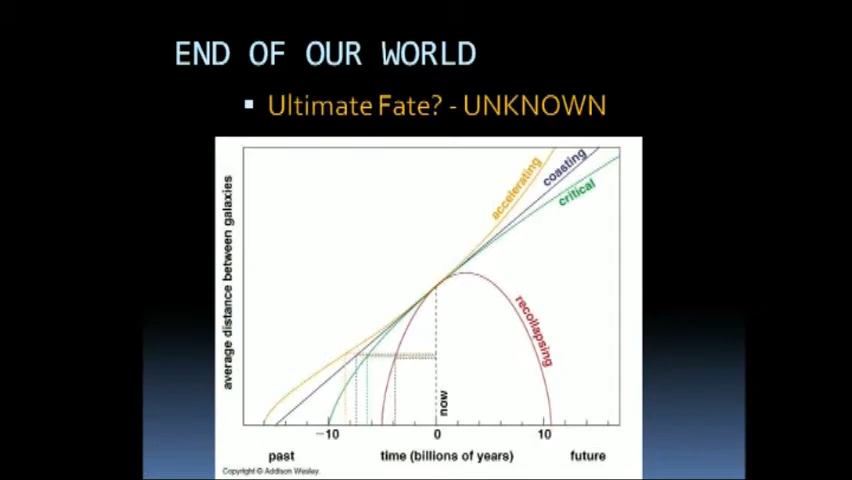 END OF OUR WORLD
Ultimate Fate? - UNKNOWN
average distance between galaxies
accelerating
coasting
critical
recollapsing
now
−10 0 10
past time (billions of years) future
Copyright © Addison Wesley.